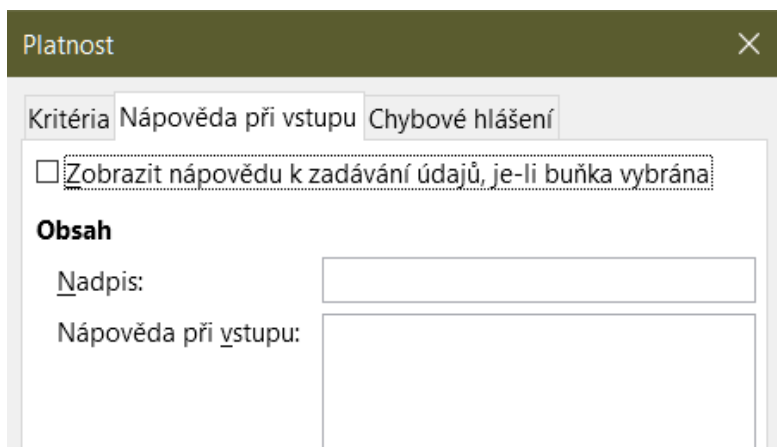 Platnost
Kritéria Nápověda při vstupu Chybové hlášení
Zobrazit nápovědu k zadávání údajů, je-li buňka vybrána
Obsah
Nadpis:
Nápověda při vstupu: